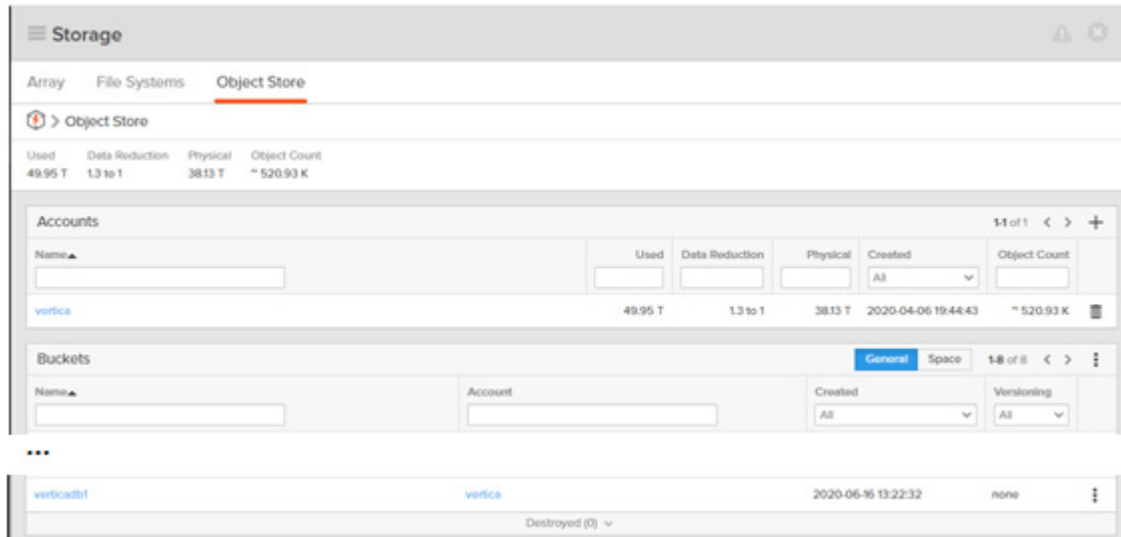 Storage
Array File Systems Object Store
> Object Store
Used Data Reduction Physical Object Count
49.95 T 1.3 to 1 38.13 T ~ 520.93 K
Accounts 1-1 of 1 < > +
Name Used Data Reduction Physical Created Object Count
All
vertica 49.95 T 1.3 to 1 38.13 T 2020-04-06 19:44:43 ~ 520.93 K
Buckets General Space 1-8 of 8 < >
Name Account Created Versioning
All All
...
verticadb1 vertica 2020-06-16 13:22:32 none
Destroyed (0)